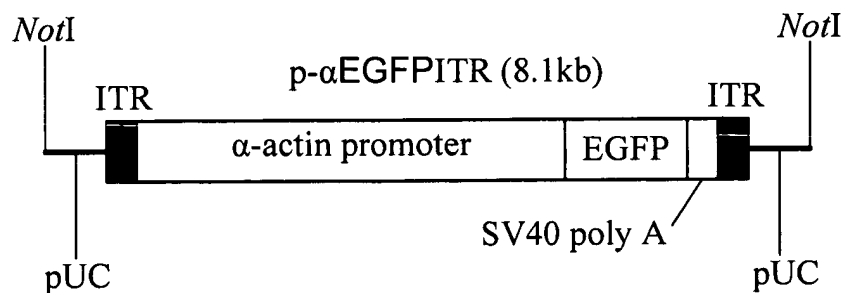 NotI
NotI
p-αEGFPITR (8.1kb)
ITR
ITR
α-actin promoter
EGFP
SV40 poly A
pUC
pUC